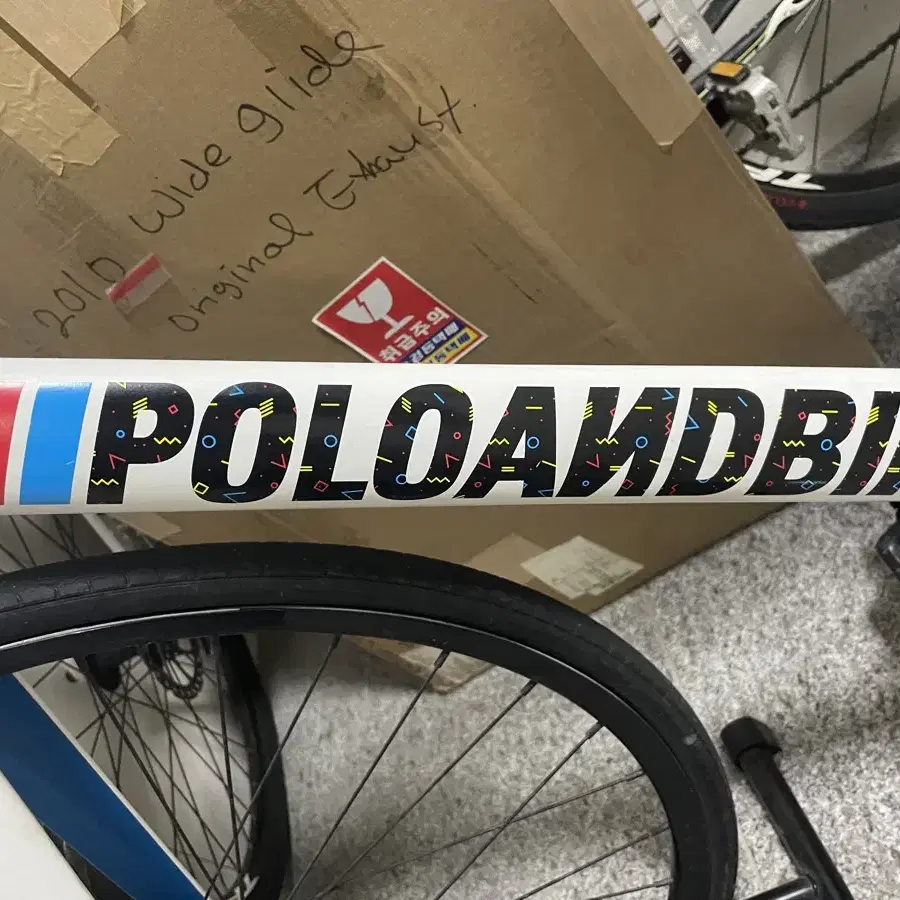 2010 Wide glide
original Exhaust.
취급주의
POLOANDBI